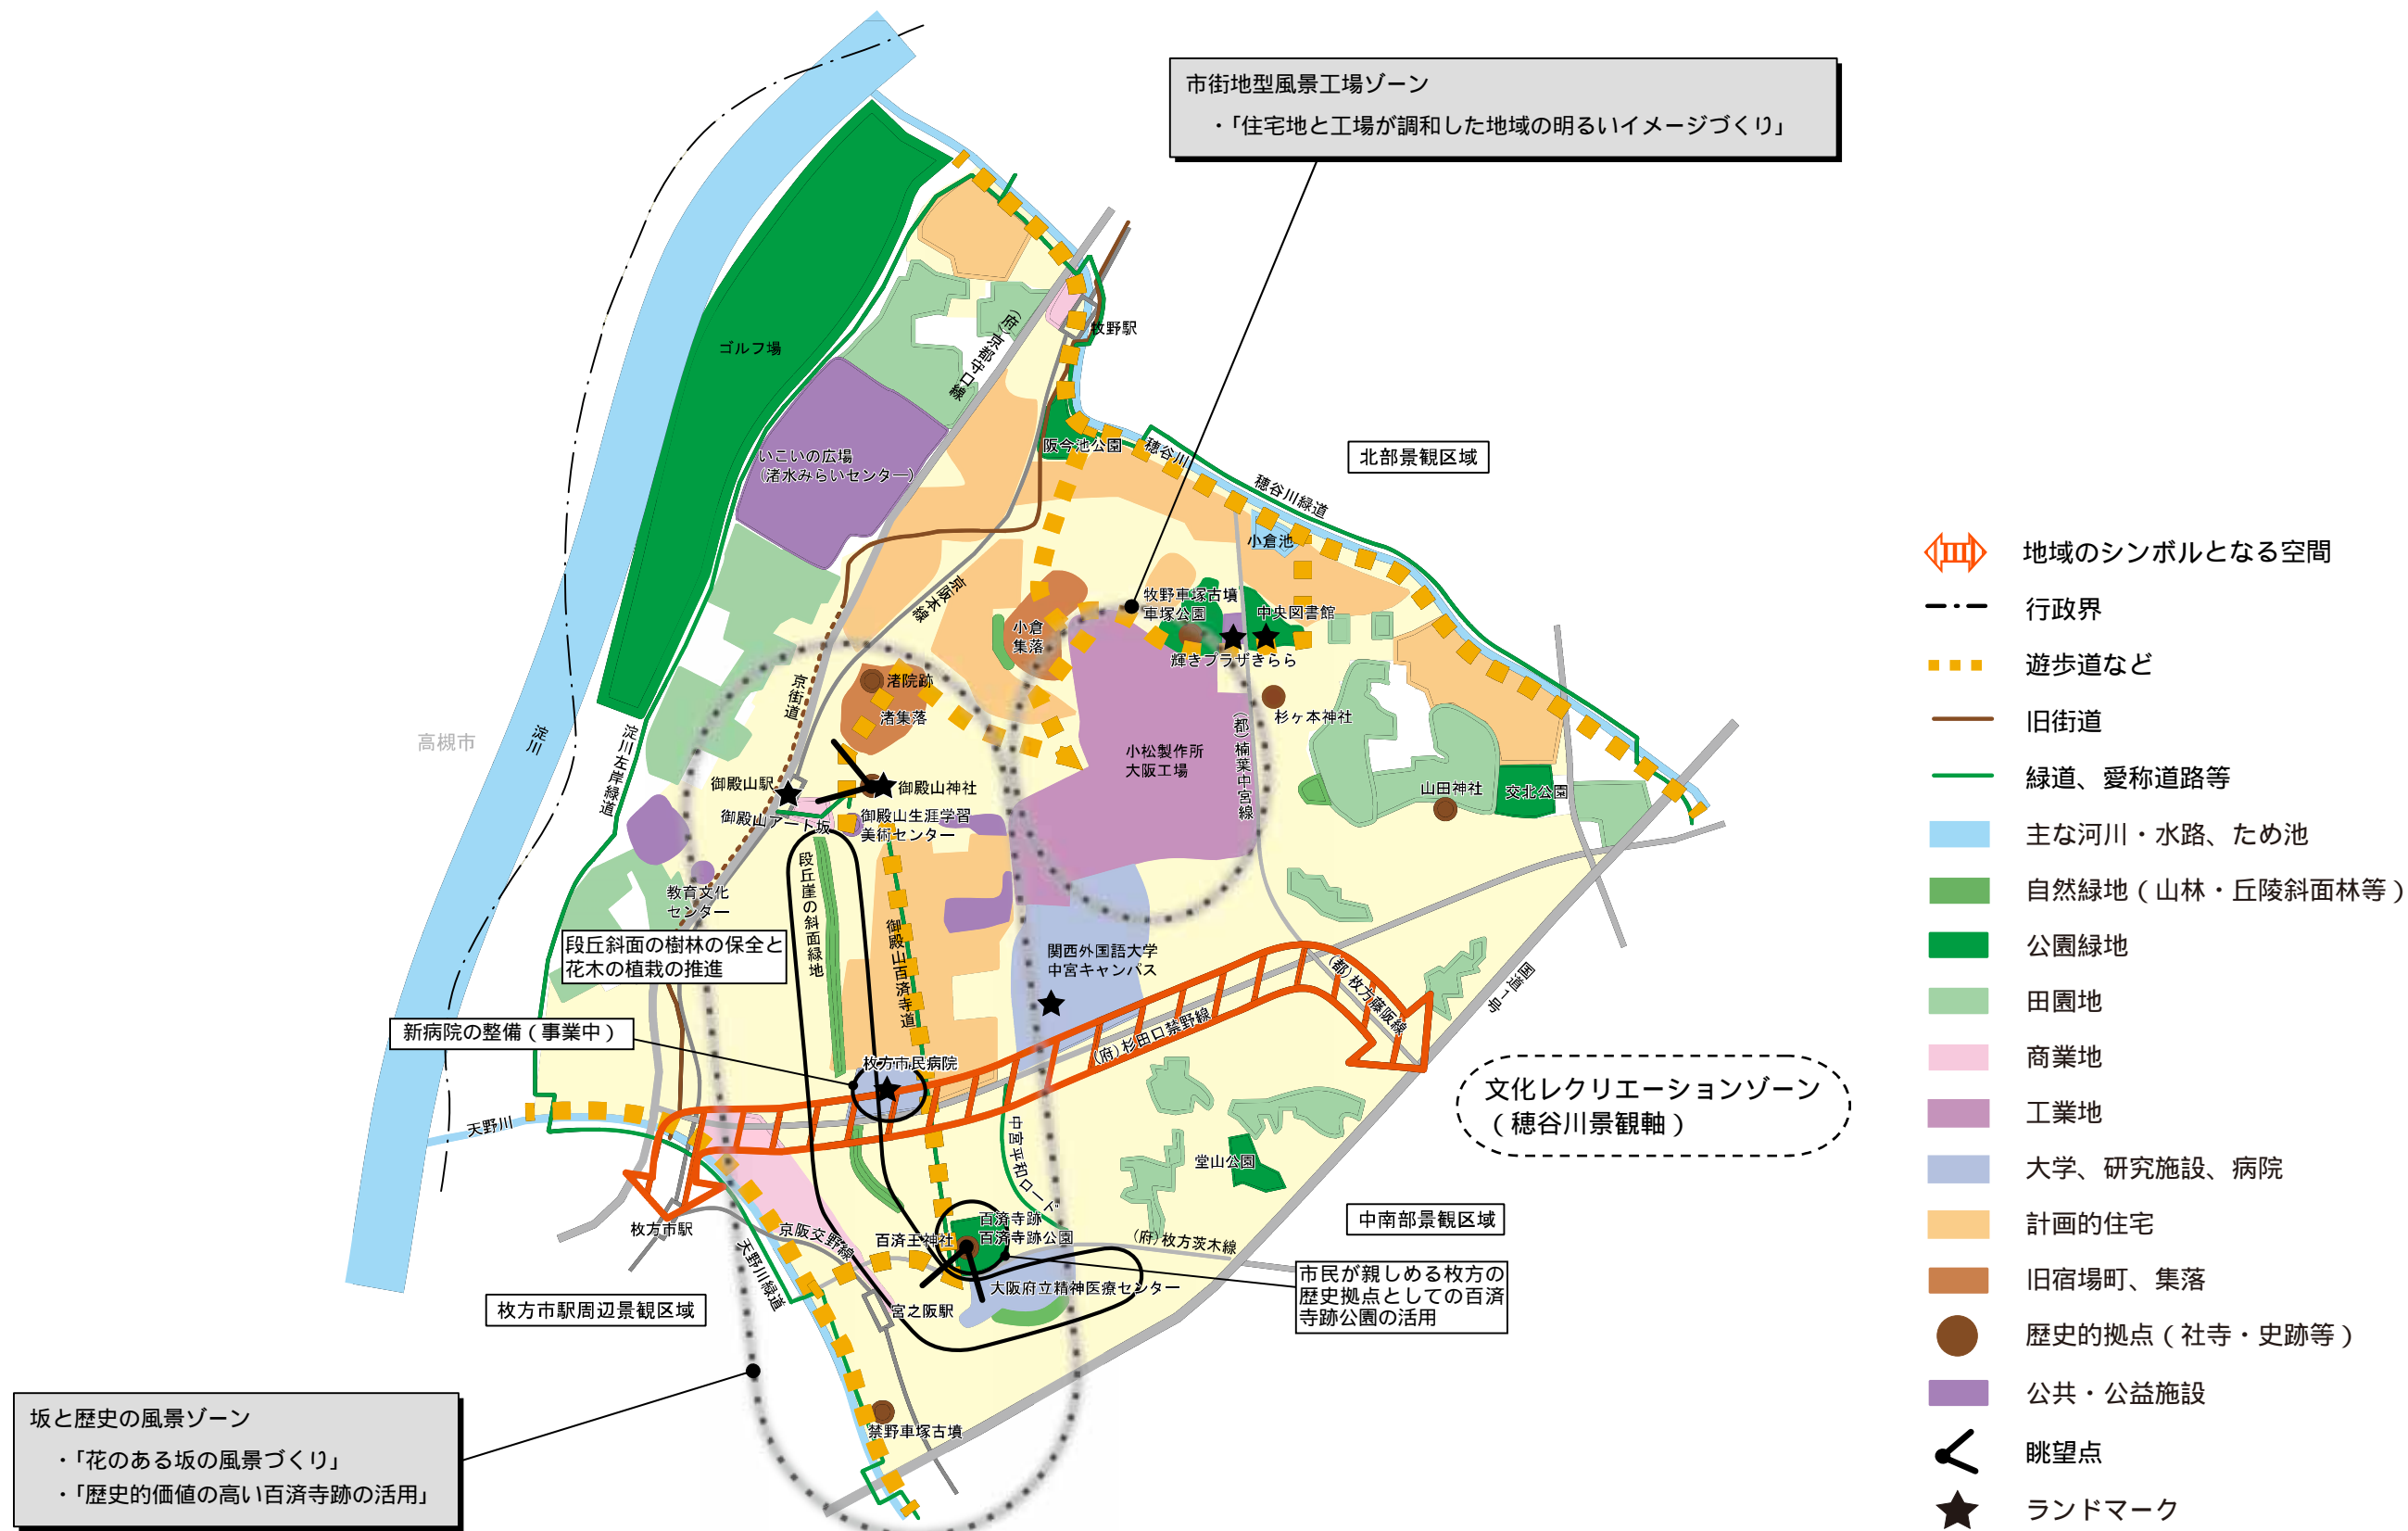 市街地型風景工場ゾーン
・「住宅地と工場が調和した地域の明るいイメージづくり」
ゴルフ場
(府)京都守口線
牧野駅
いこいの広場
（渚水みらいセンター）
阪今池公園
穂谷川
北部景観区域
穂谷川緑道
小倉池
京阪本線
小倉
集落
牧野車塚古墳
車塚公園
中央図書館
輝きプラザきらら
渚院跡
渚集落
京街道
杉ヶ本神社
(都)楠葉中宮線
高槻市
淀川
淀川左岸緑道
小松製作所
大阪工場
御殿山駅
御殿山神社
山田神社
交北公園
御殿山アート坂
御殿山生涯学習
美術センター
段丘崖の斜面緑地
教育文化
センター
御殿山百済寺道
段丘斜面の樹林の保全と
花木の植栽の推進
関西外国語大学
中宮キャンパス
(都)枚方藤阪線
国道1号
新病院の整備（事業中）
(府)杉田口禁野線
枚方市民病院
文化レクリエーションゾーン
（穂谷川景観軸）
天野川
中宮平和ロード
堂山公園
枚方市駅
京阪交野線
天野川緑道
百済王神社
百済寺跡
百済寺跡公園
(府)枚方茨木線
中南部景観区域
大阪府立精神医療センター
宮之阪駅
市民が親しめる枚方の
歴史拠点としての百済
寺跡公園の活用
枚方市駅周辺景観区域
禁野車塚古墳
坂と歴史の風景ゾーン
・「花のある坂の風景づくり」
・「歴史的価値の高い百済寺跡の活用」
地域のシンボルとなる空間
行政界
遊歩道など
旧街道
緑道、愛称道路等
主な河川・水路、ため池
自然緑地（山林・丘陵斜面林等）
公園緑地
田園地
商業地
工業地
大学、研究施設、病院
計画的住宅
旧宿場町、集落
歴史的拠点（社寺・史跡等）
公共・公益施設
眺望点
ランドマーク